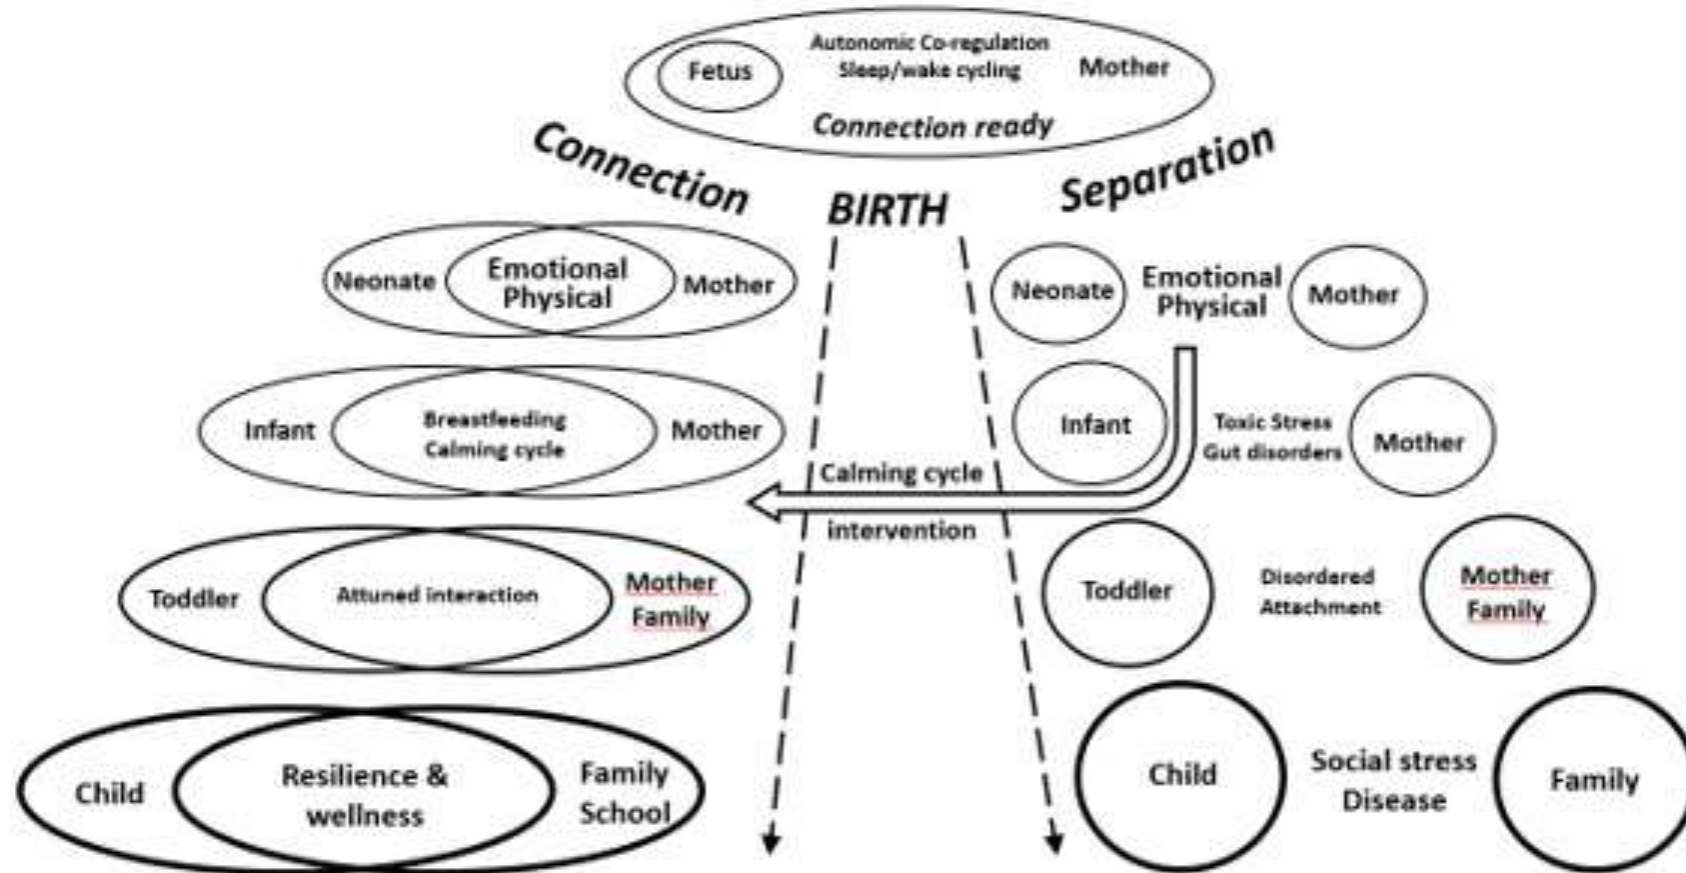 Fetus
Autonomic Co-regulation
Sleep/wake cycling
Mother
Connection ready
Connection
BIRTH
Separation
Neonate
Emotional
Physical
Mother
Neonate
Emotional
Physical
Mother
Infant
Breastfeeding
Calming cycle
Mother
Infant
Toxic Stress
Gut disorders
Mother
Calming cycle
intervention
Toddler
Attuned interaction
Mother
Family
Toddler
Disordered
Attachment
Mother
Family
Child
Resilience &
wellness
Family
School
Child
Social stress
Disease
Family